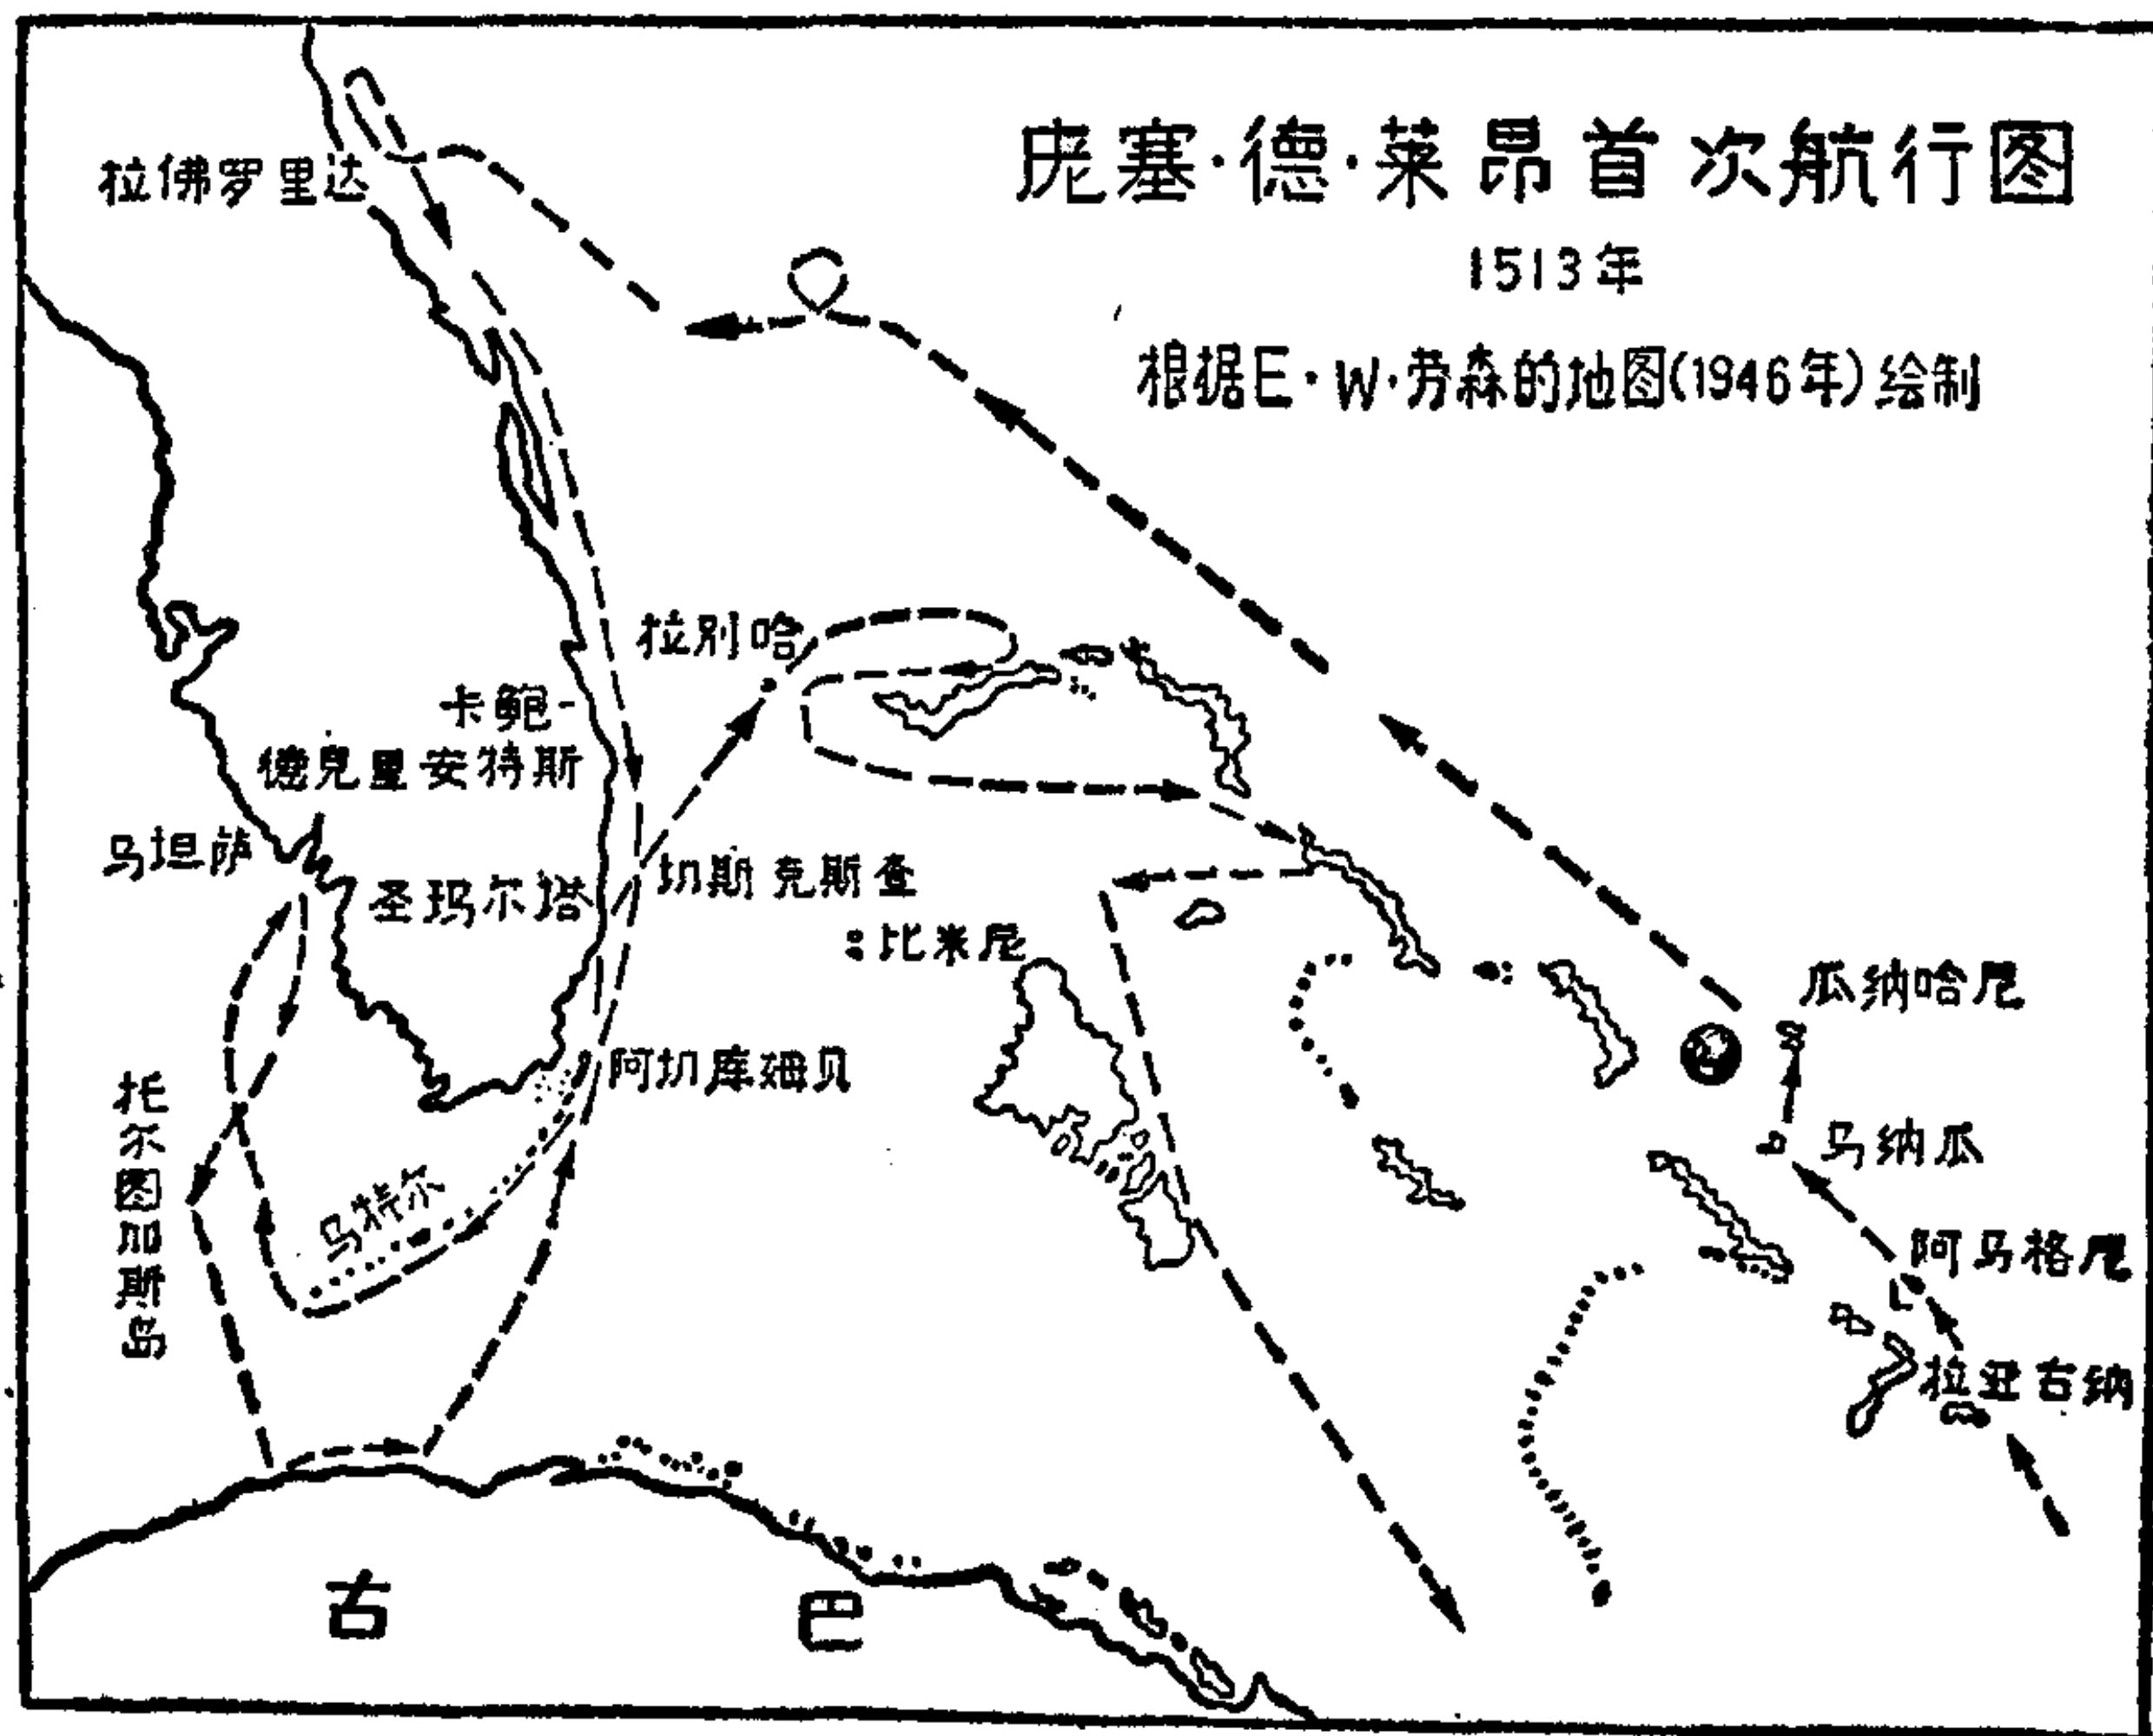 庞塞·德·莱昂首次航行图
1513年
根据E·W·劳森的地图(1946年)绘制
拉佛罗里达
拉别哈
卡鲍-
德克里安特斯
马坦萨
圣玛尔塔
切斯克斯查
比米尼
瓜纳哈尼
阿切库姆贝
马纳瓜
托尔图加斯岛
马特尔
阿马格尼
拉亚古纳
古巴